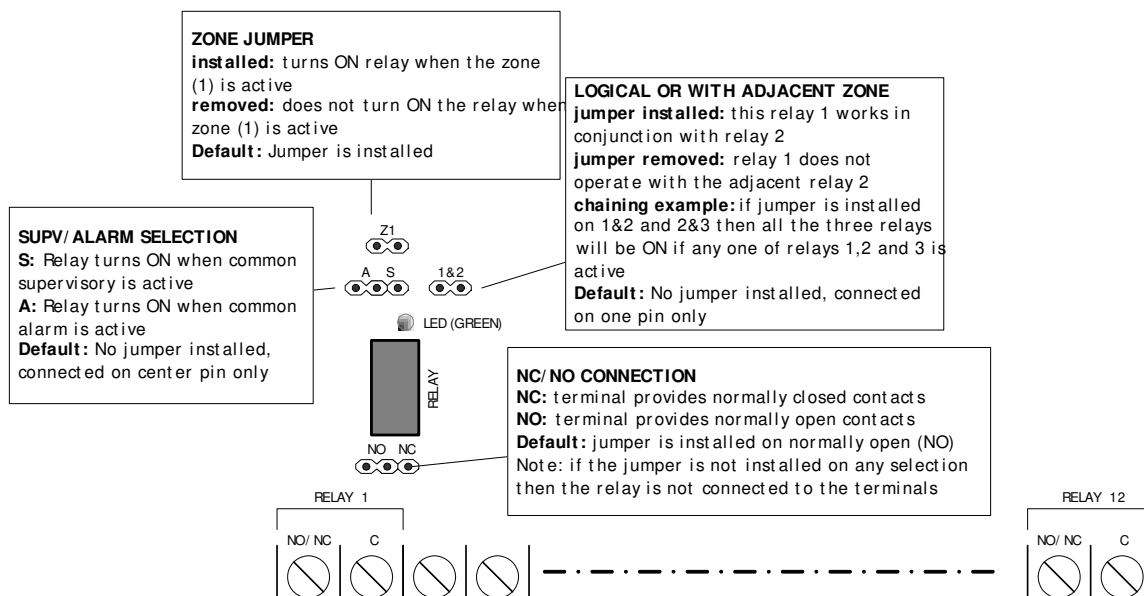 ZONE JUMPER
installed: turns ON relay when the zone
(1) is active
removed: does not turn ON the relay when
zone (1) is active
Default: Jumper is installed
LOGICAL OR WITH ADJACENT ZONE
jumper installed: this relay 1 works in
conjunction with relay 2
jumper removed: relay 1 does not
operate with the adjacent relay 2
chaining example: if jumper is installed
on 1&2 and 2&3 then all the three relays
will be ON if any one of relays 1,2 and 3 is
active
Default: No jumper installed, connected
on one pin only
SUPV/ALARM SELECTION
S: Relay turns ON when common
supervisory is active
A: Relay turns ON when common
alarm is active
Default: No jumper installed,
connected on center pin only
Z1
A S 1&2
LED (GREEN)
RELAY
NO NC
NC/NO CONNECTION
NC: terminal provides normally closed contacts
NO: terminal provides normally open contacts
Default: jumper is installed on normally open (NO)
Note: if the jumper is not installed on any selection
then the relay is not connected to the terminals
RELAY 1
NO/NC C
RELAY 12
NO/NC C